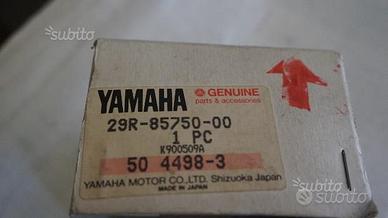 subito
YAMAHA GENUINE
parts & accessories
29R-85750-00
1 PC
K900509A
50 4498-3
YAMAHA MOTOR CO., LTD. Shizuoka Japan
MADE IN JAPAN
subito
subito